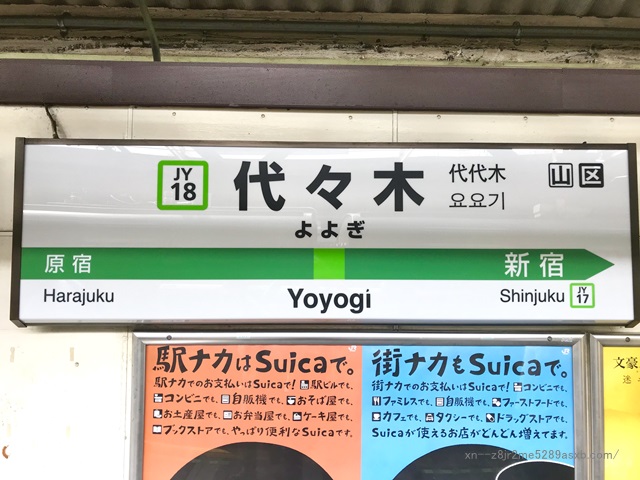 JY
18
代々木
代代木
요요기
山 区
よよぎ
原宿
新宿
Harajuku
Yoyogi
Shinjuku
JY
17
駅ナカはSuicaで。
駅ナカでのお支払いはSuicaで! 駅ビルでも、
コンビニでも、自販機でも、おそば屋でも、
お土産屋でも、お弁当屋でも、ケーキ屋でも、
ブックストアでも、やっぱり便利なSuicaです。
街ナカもSuicaで。
街ナカでのお支払いはSuicaで! コンビニでも、
ファミレスでも、自販機でも、ファーストフードでも、
カフェでも、タクシーでも、ドラッグストアでも、
Suicaが使えるお店がどんどん増えてます。
文豪
xn--z8jr2me5289asxb.com/